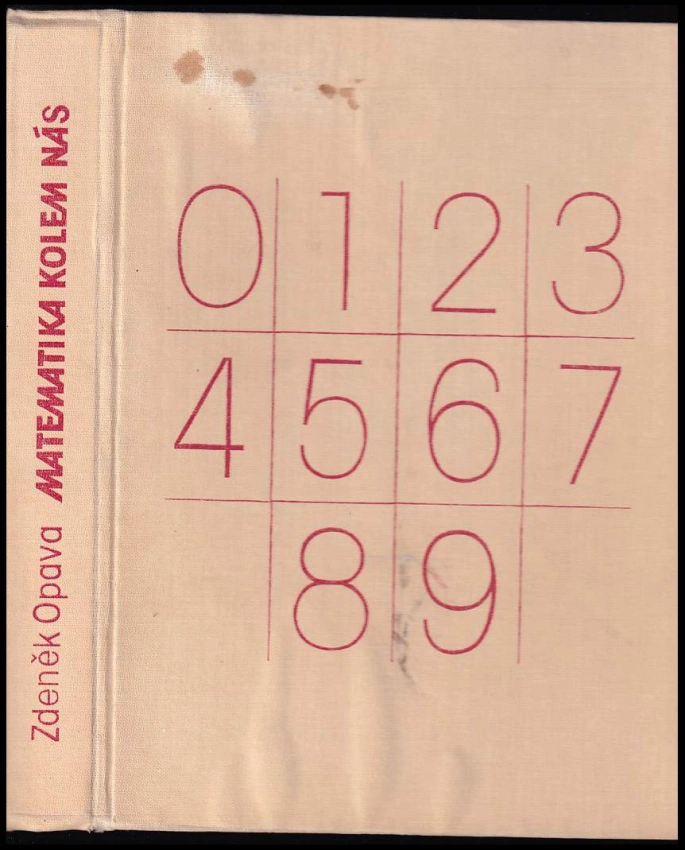 Zdeněk Opava MATEMATIKA KOLEM NÁS
0 1 2 3
4 5 6 7
8 9